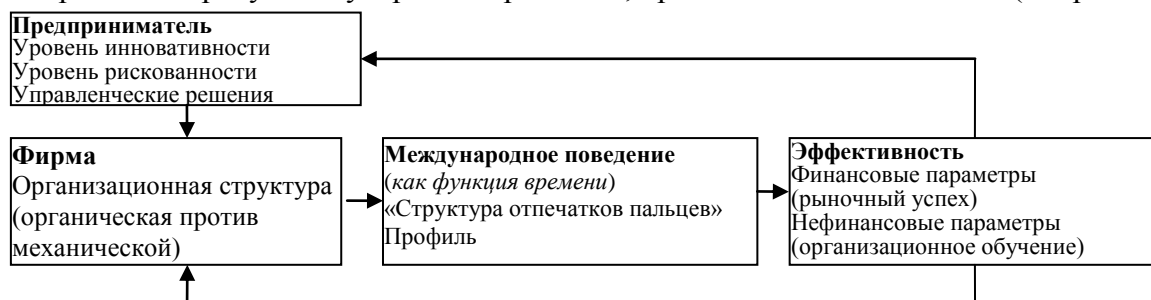 Предприниматель
Уровень инновативности
Уровень рискованности
Управленческие решения
Фирма
Организационная структура
(органическая против
механической)
Международное поведение
(как функция времени)
«Структура отпечатков пальцев»
Профиль
Эффективность
Финансовые параметры
(рыночный успех)
Нефинансовые параметры
(организационное обучение)